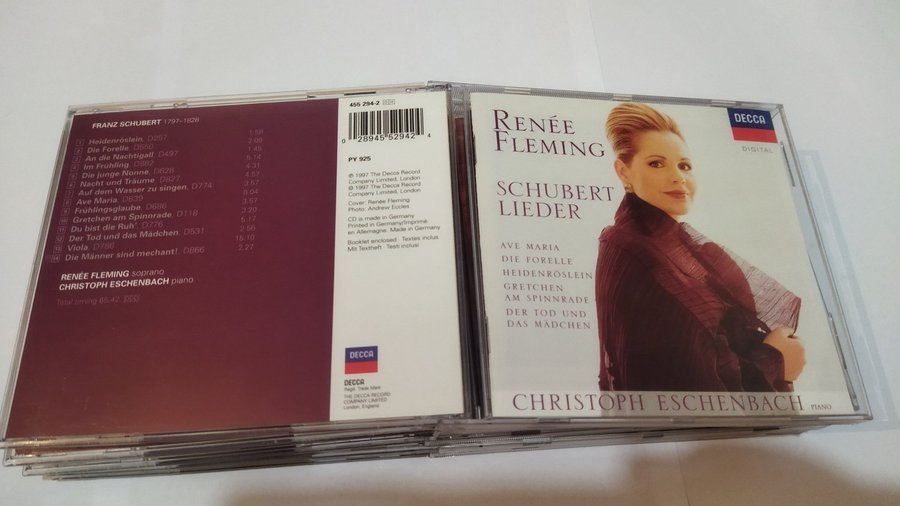 FRANZ SCHUBERT 1797-1828
1 Heidenröslein, D257 1:58
2 Die Forelle, D550 2:09
3 An die Nachtigall, D497 1:45
4 Im Frühling, D882 5:14
5 Die junge Nonne, D828 4:31
6 Nacht und Träume, D827 4:53
7 Auf dem Wasser zu singen, D774 3:57
8 Ave Maria, D839 6:04
9 Frühlingsglaube, D686 3:57
10 Gretchen am Spinnrade, D118 3:20
11 Du bist die Ruh', D776 5:17
12 Der Tod und das Mädchen, D531 2:56
13 Viola, D786 15:10
14 Die Männer sind mechant!, D866 2:27
RENÉE FLEMING soprano
CHRISTOPH ESCHENBACH piano
Total timing 65.42
455 294-2
0 28945 52942 4
PY 925
℗ 1997 The Decca Record
Company Limited, London
© 1997 The Decca Record
Company Limited, London
Cover: Renée Fleming
Photo: Andrew Eccles
CD is made in Germany
Printed in Germany/Imprimé
en Allemagne. Made in Germany
Booklet enclosed · Textes inclus
Mit Textheft · Testi inclusi
DECCA
DECCA
Regd. Trade Mark
THE DECCA RECORD
COMPANY LIMITED
London, England
RENÉE
FLEMING
DECCA
DIGITAL
SCHUBERT
LIEDER
AVE MARIA
DIE FORELLE
HEIDENRÖSLEIN
GRETCHEN
AM SPINNRADE
DER TOD UND
DAS MÄDCHEN
CHRISTOPH ESCHENBACH PIANO